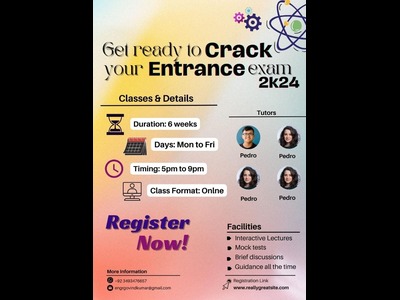 Get ready to Crack
your Entrance exam
2k24
Classes & Details
Duration: 6 weeks
Days: Mon to Fri
Timing: 5pm to 9pm
Class Format: Onlne
Tutors
Pedro
Pedro
Pedro
Pedro
Register
Now!
Facilities
Interactive Lectures
Mock tests
Brief discussions
Guidance all the time
More Information
Registration Link
www.reallygreatsite.com